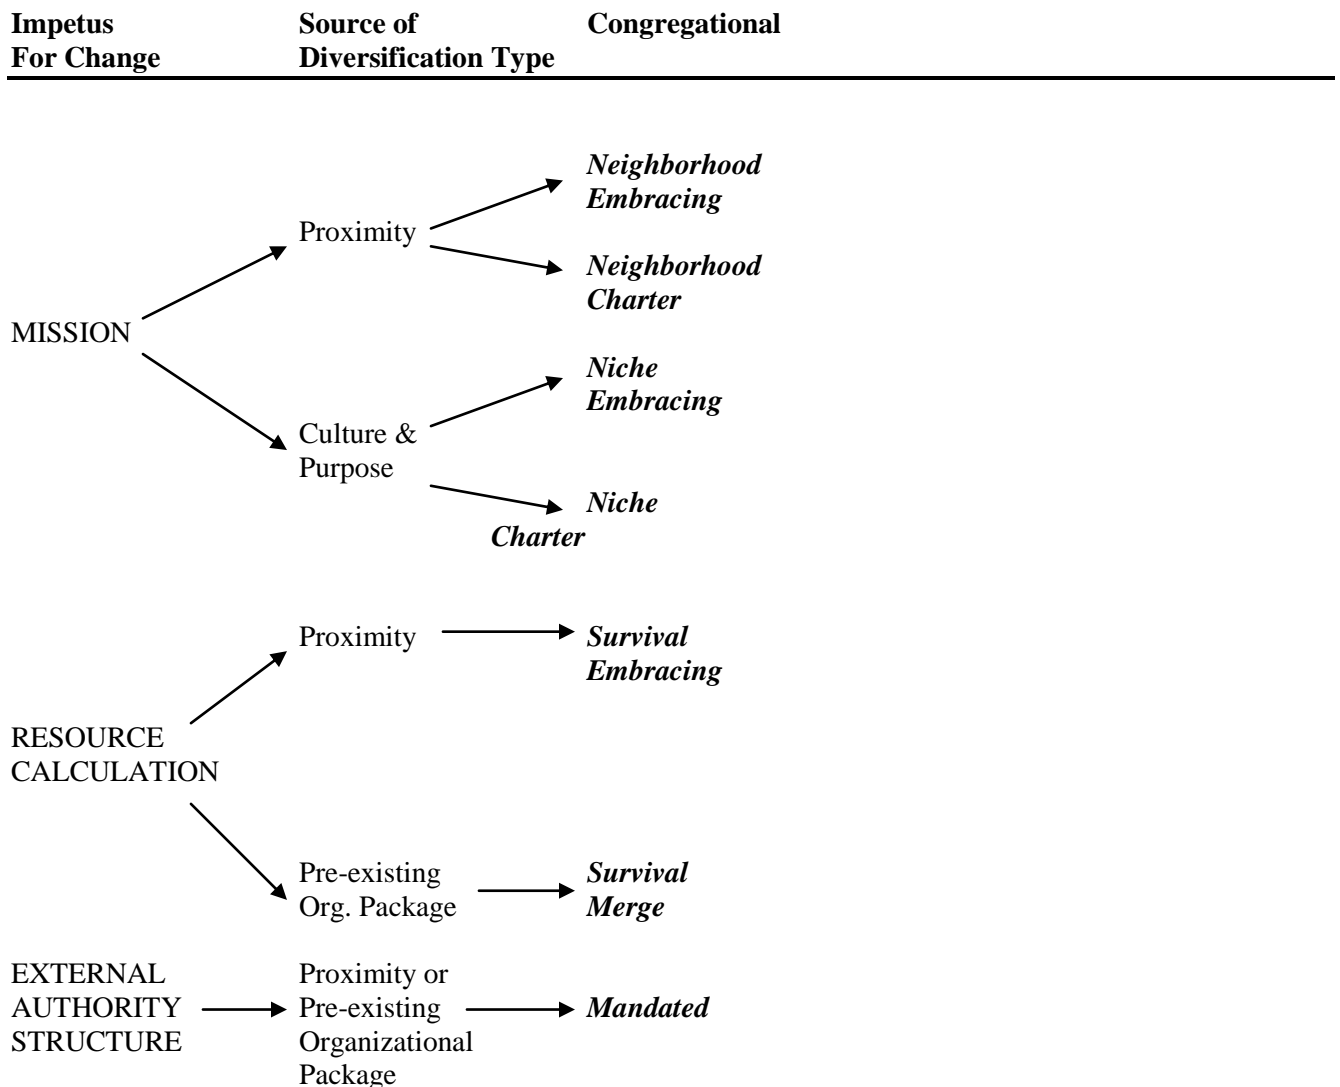 Impetus Source of Congregational
For Change Diversification Type
Neighborhood
Embracing
Proximity
Neighborhood
Charter
MISSION
Niche
Embracing
Culture &
Purpose
Niche
Charter
Proximity Survival
Embracing
RESOURCE
CALCULATION
Pre-existing Survival
Org. Package Merge
EXTERNAL Proximity or
AUTHORITY Pre-existing Mandated
STRUCTURE Organizational
Package